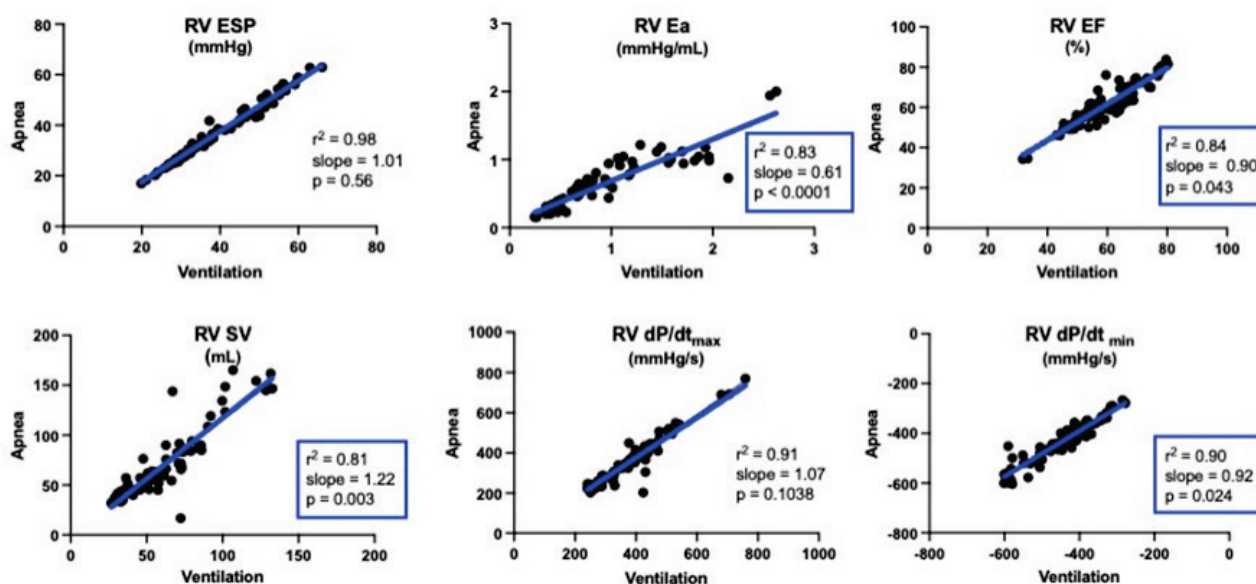 RV ESP
(mmHg)
80
60
40
20
0
Apnea
r² = 0.98
slope = 1.01
p = 0.56
0
20
40
60
80
Ventilation
RV Ea
(mmHg/mL)
3
2
1
0
Apnea
r² = 0.83
slope = 0.61
p < 0.0001
0
1
2
3
Ventilation
RV EF
(%)
100
80
60
40
20
0
Apnea
r² = 0.84
slope = 0.90
p = 0.043
0
20
40
60
80
100
Ventilation
RV SV
(mL)
200
150
100
50
0
Apnea
r² = 0.81
slope = 1.22
p = 0.003
0
50
100
150
200
Ventilation
RV dP/dt max
(mmHg/s)
1000
800
600
400
200
0
Apnea
r² = 0.91
slope = 1.07
p = 0.1038
0
200
400
600
800
1000
Ventilation
RV dP/dt min
(mmHg/s)
-0
-200
-400
-600
-800
Apnea
r² = 0.90
slope = 0.92
p = 0.024
-800
-600
-400
-200
0
Ventilation